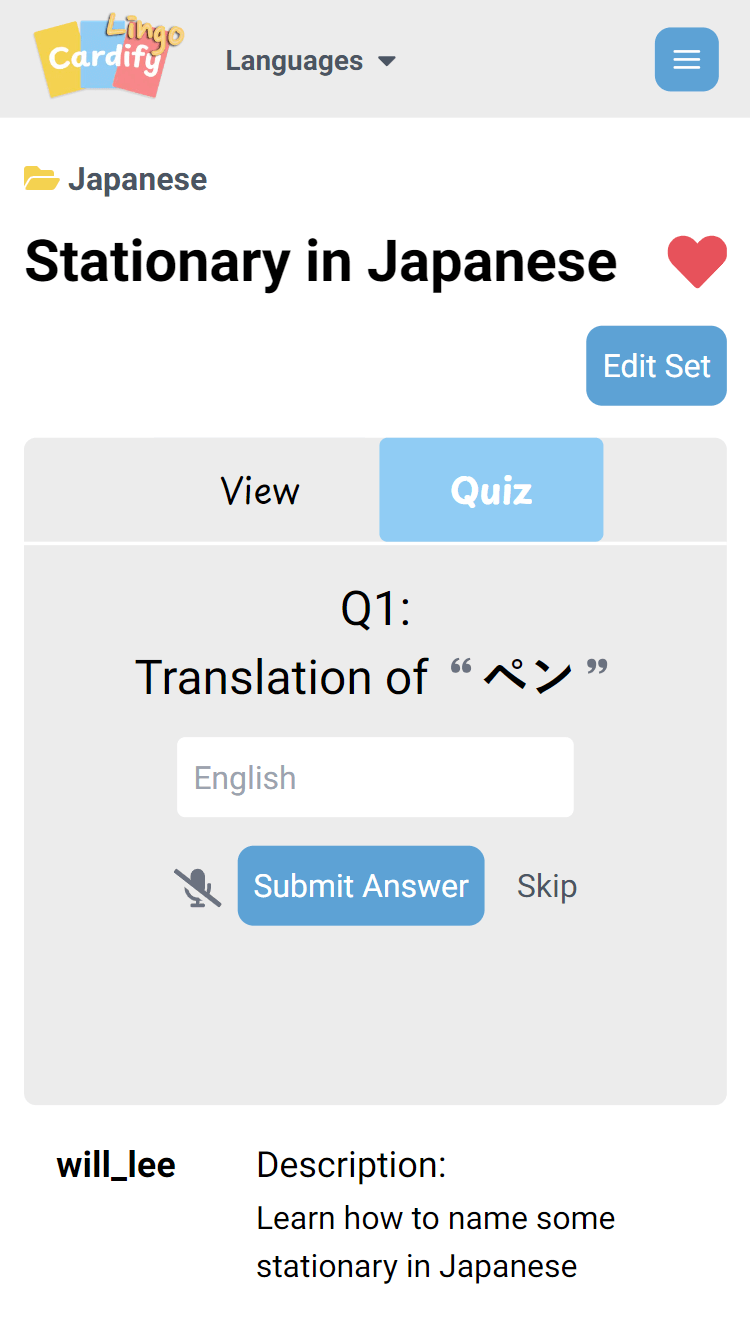 Lingo
Cardify
Languages
Japanese
Stationary in Japanese
Edit Set
View
Quiz
Q1:
Translation of “ ペン ”
English
Submit Answer
Skip
will_lee
Description:
Learn how to name some
stationary in Japanese